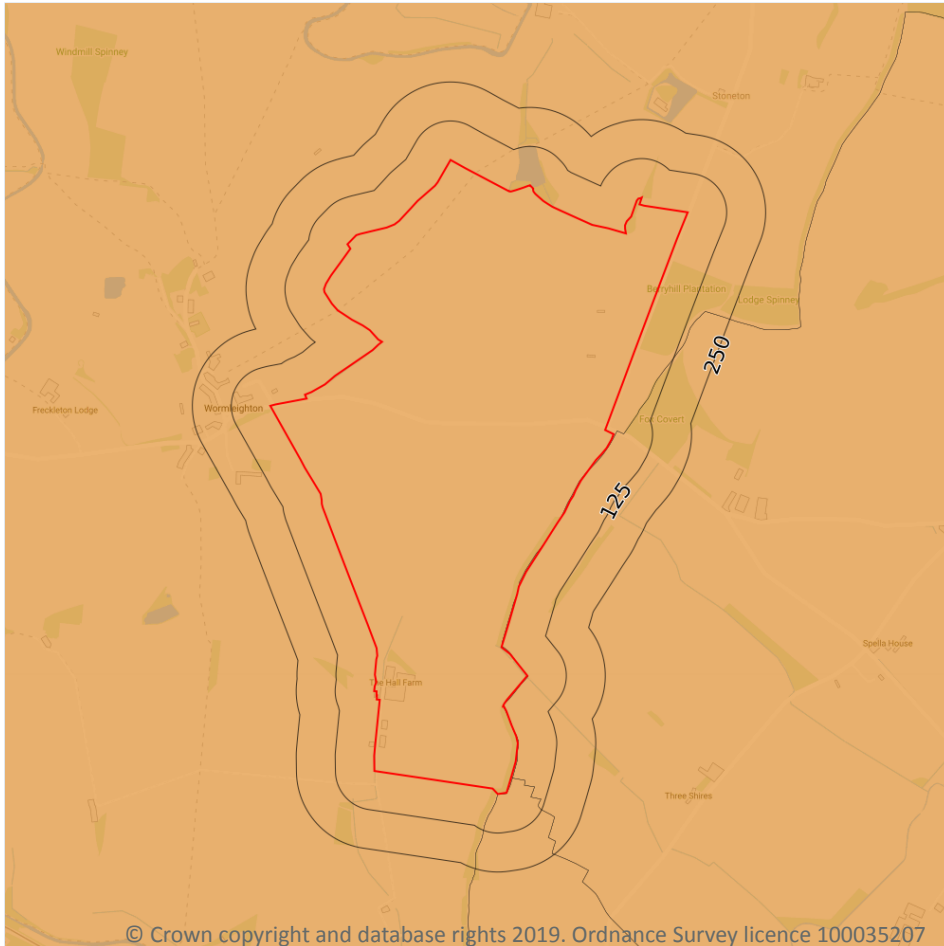 Windmill Spinney
Stoneton
Berryhill Plantation
Lodge Spinney
250
Freckleton Lodge
Wormleighton
Fox Covert
125
Spella House
The Hall Farm
Three Shires
© Crown copyright and database rights 2019. Ordnance Survey licence 100035207